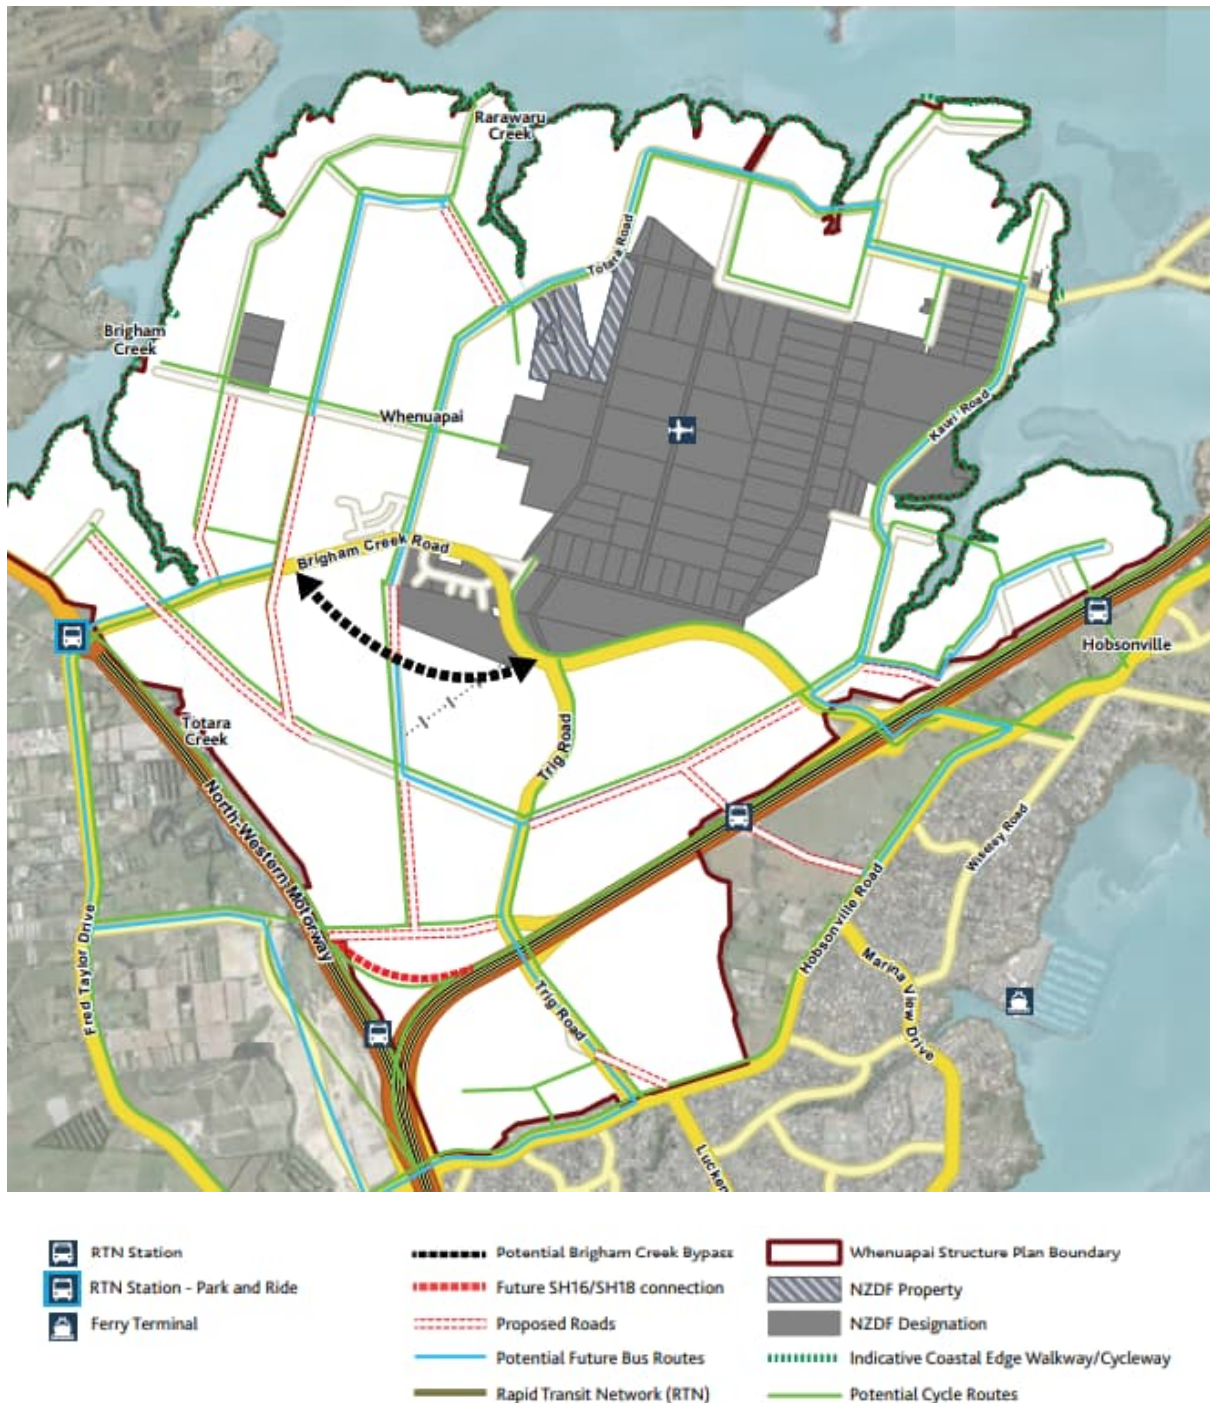 Rarawaru
Creek
Totara Road
Brigham
Creek
Whenuapai
Kawi Road
Brigham Creek Road
Hobsonville
Totara
Creek
Trig Road
North-Western Motorway
Wiseley Road
Fred Taylor Drive
Hobsonville Road
Marina View Drive
Trig Road
Lucken
RTN Station
RTN Station - Park and Ride
Ferry Terminal
Potential Brigham Creek Bypass
Future SH16/SH18 connection
Proposed Roads
Potential Future Bus Routes
Rapid Transit Network (RTN)
Whenuapai Structure Plan Boundary
NZDF Property
NZDF Designation
Indicative Coastal Edge Walkway/Cycleway
Potential Cycle Routes